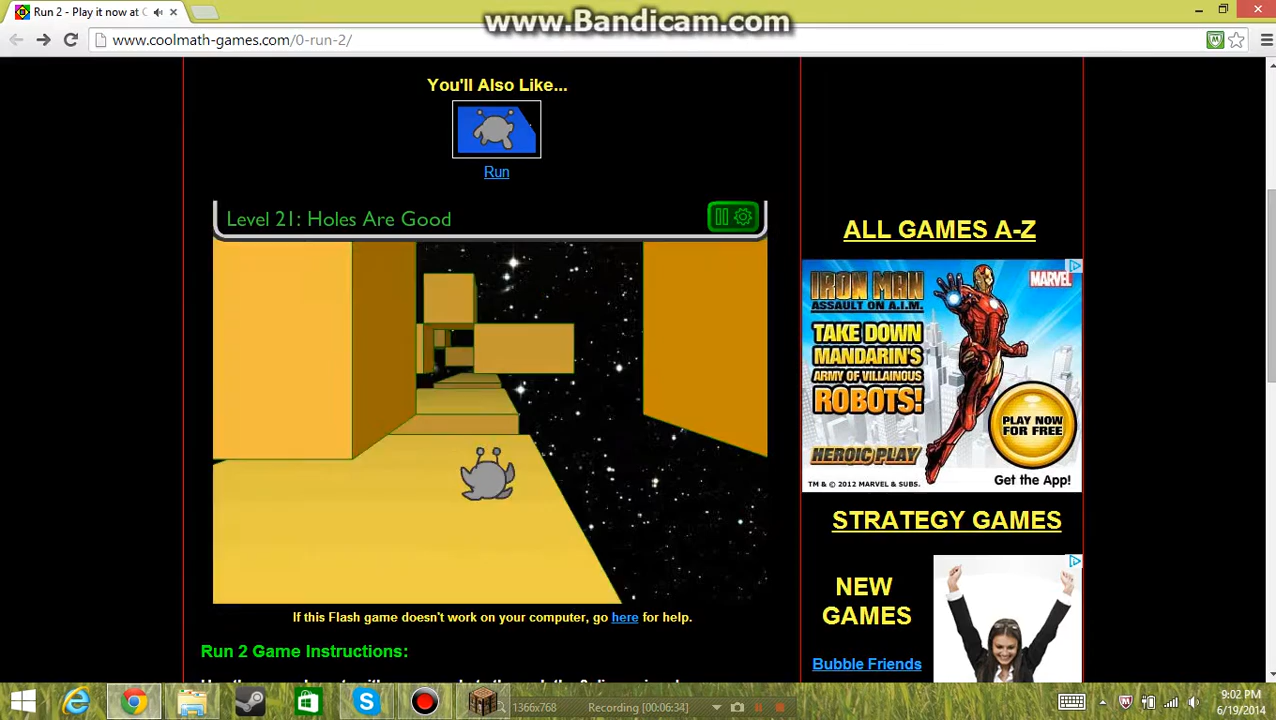 Run 2 - Play it now at C
www.Bandicam.com
www.coolmath-games.com/0-run-2/
You'll Also Like...
Run
Level 21: Holes Are Good
ALL GAMES A-Z
IRON MAN
ASSAULT ON A.I.M.
MARVEL
TAKE DOWN
MANDARIN'S
ARMY OF VILLAINOUS
ROBOTS!
PLAY NOW
FOR FREE
HEROIC PLAY
TM & © 2012 MARVEL & SUBS.
Get the App!
STRATEGY GAMES
NEW
GAMES
Bubble Friends
If this Flash game doesn't work on your computer, go here for help.
Run 2 Game Instructions:
1366x768
Recording [00:06:34]
9:02 PM
6/19/2014